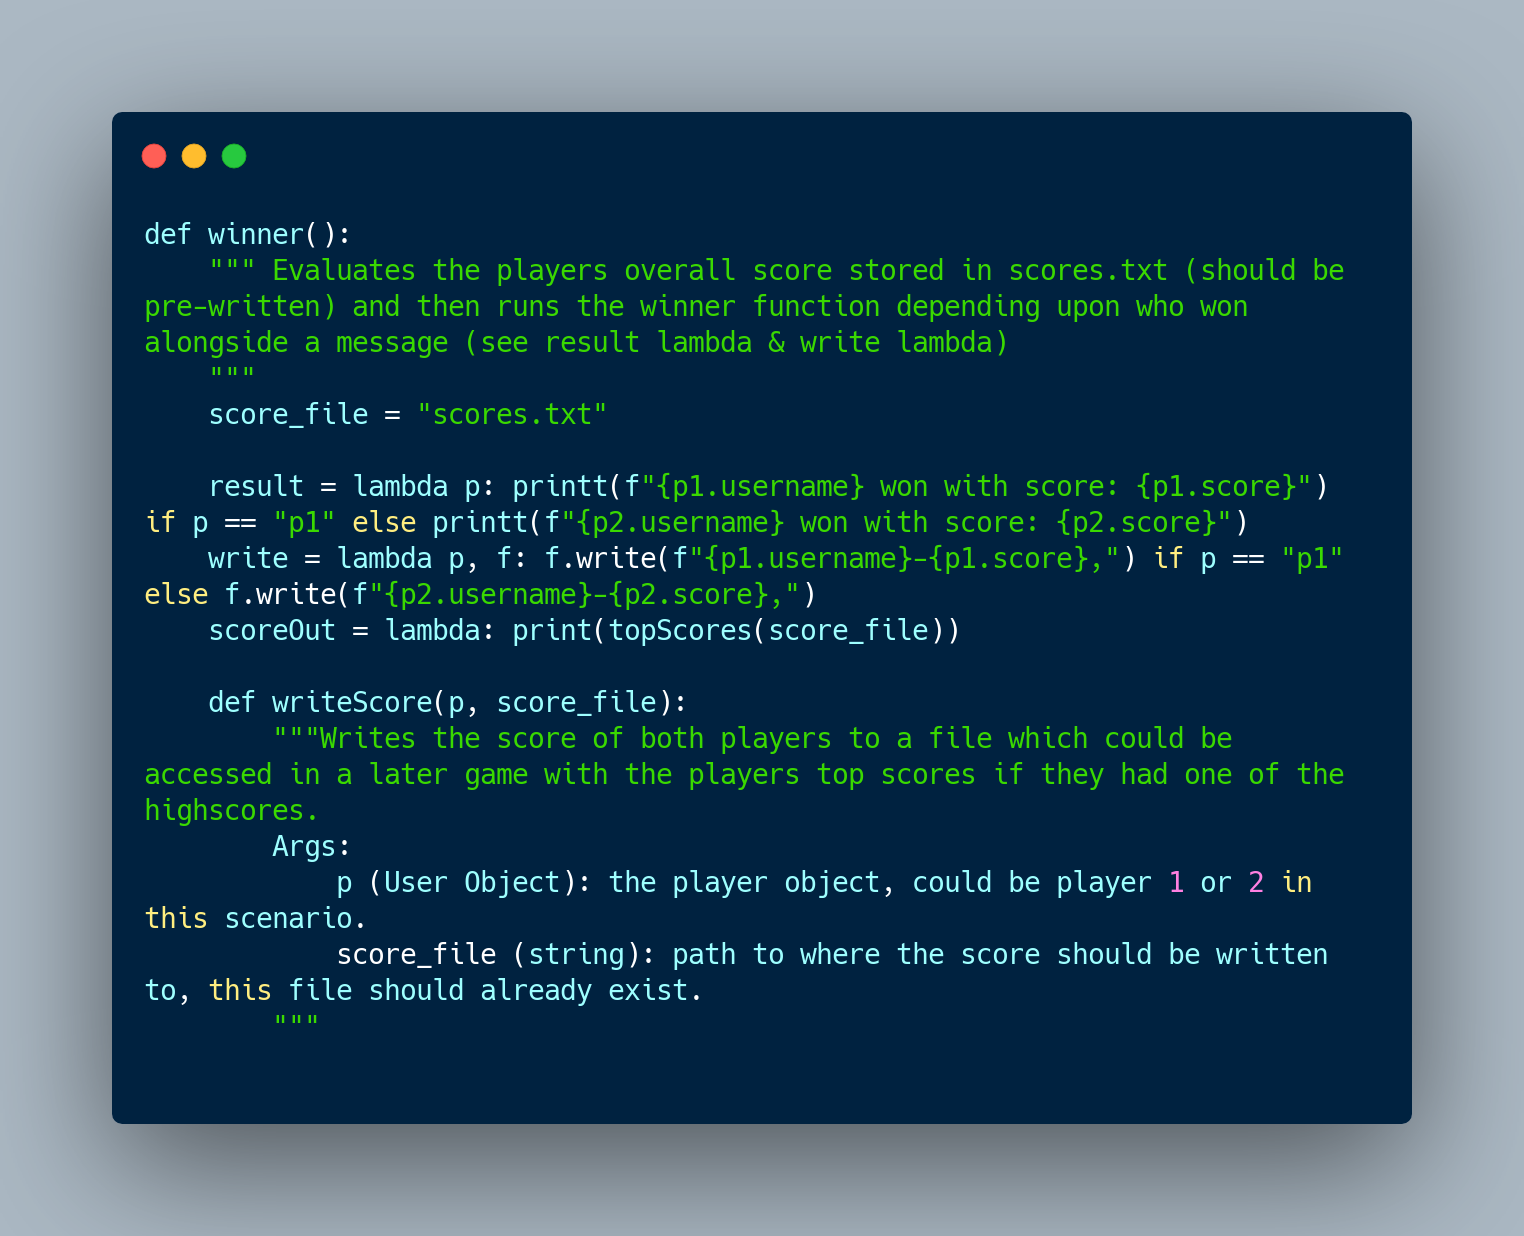 def winner():
    """ Evaluates the players overall score stored in scores.txt (should be
pre-written) and then runs the winner function depending upon who won
alongside a message (see result lambda & write lambda)
    """
    score_file = "scores.txt"

    result = lambda p: printt(f"{p1.username} won with score: {p1.score}")
if p == "p1" else printt(f"{p2.username} won with score: {p2.score}")
    write = lambda p, f: f.write(f"{p1.username}-{p1.score},") if p == "p1"
else f.write(f"{p2.username}-{p2.score},")
    scoreOut = lambda: print(topScores(score_file))

    def writeScore(p, score_file):
        """Writes the score of both players to a file which could be
accessed in a later game with the players top scores if they had one of the
highscores.
        Args:
            p (User Object): the player object, could be player 1 or 2 in
this scenario.
            score_file (string): path to where the score should be written
to, this file should already exist.
        """